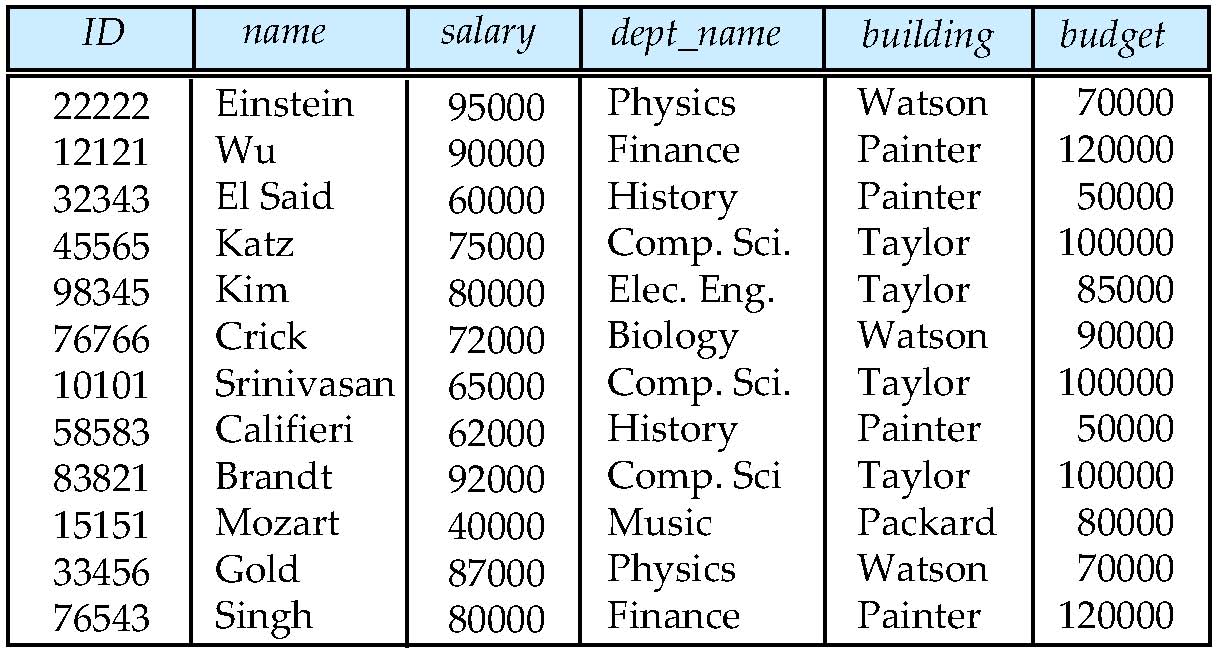 ID name salary dept_name building budget
22222 Einstein 95000 Physics Watson 70000
12121 Wu 90000 Finance Painter 120000
32343 El Said 60000 History Painter 50000
45565 Katz 75000 Comp. Sci. Taylor 100000
98345 Kim 80000 Elec. Eng. Taylor 85000
76766 Crick 72000 Biology Watson 90000
10101 Srinivasan 65000 Comp. Sci. Taylor 100000
58583 Califieri 62000 History Painter 50000
83821 Brandt 92000 Comp. Sci Taylor 100000
15151 Mozart 40000 Music Packard 80000
33456 Gold 87000 Physics Watson 70000
76543 Singh 80000 Finance Painter 120000